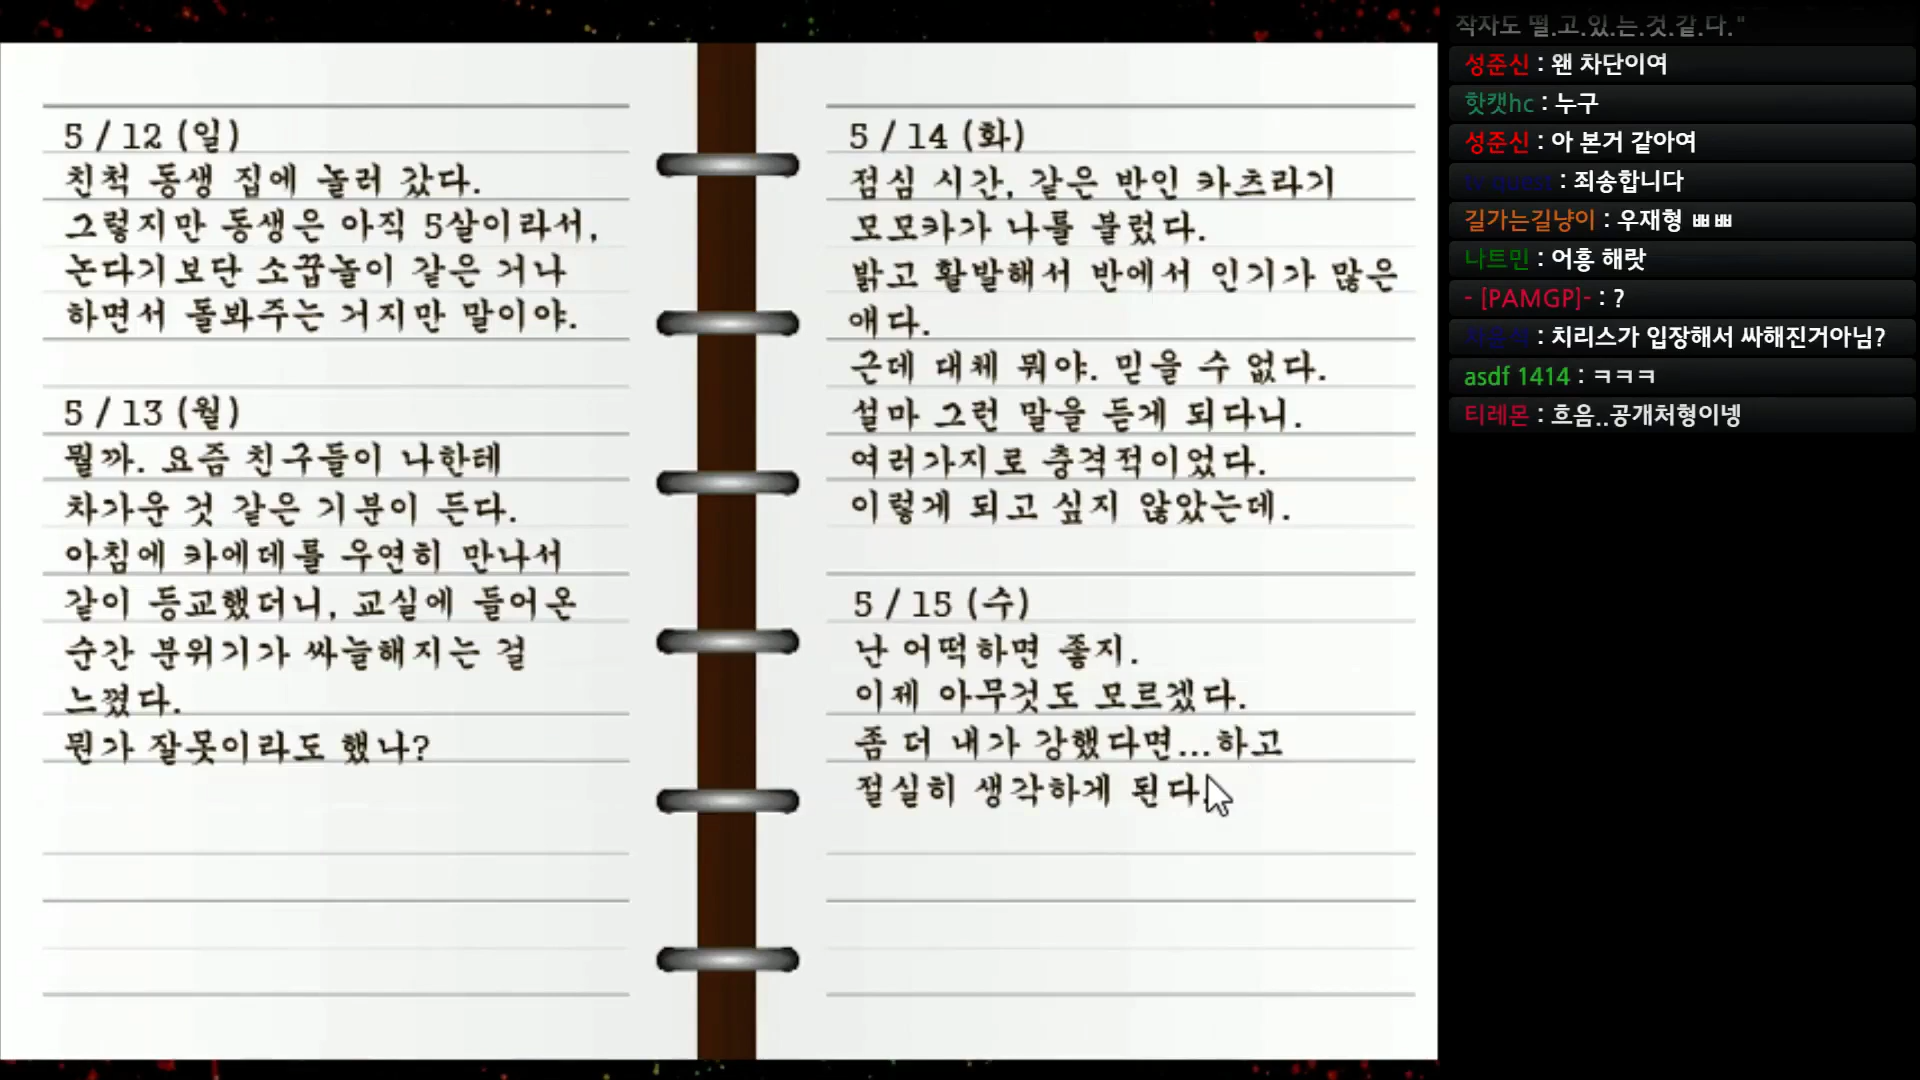 5 / 12 (일)
친척 동생 집에 놀러 갔다.
그렇지만 동생은 아직 5살이라서,
논다기보단 소꿉놀이 같은 거나
하면서 돌봐주는 거지만 말이야.
5 / 13 (월)
뭘까. 요즘 친구들이 나한테
차가운 것 같은 기분이 든다.
아침에 카에데를 우연히 만나서
같이 등교했더니, 교실에 들어온
순간 분위기가 싸늘해지는 걸
느꼈다.
뭔가 잘못이라도 했나?
5 / 14 (화)
점심 시간, 같은 반인 카츠라기
모모카가 나를 불렀다.
밝고 활발해서 반에서 인기가 많은
애다.
근데 대체 뭐야. 믿을 수 없다.
설마 그런 말을 듣게 되다니.
여러가지로 충격적이었다.
이렇게 되고 싶지 않았는데.
5 / 15 (수)
난 어떡하면 좋지.
이제 아무것도 모르겠다.
좀 더 내가 강했다면...하고
절실히 생각하게 된다.
작자도 떨.고.있.는.것.같.다."
성준신 : 왠 차단이여
핫캣hc : 누구
성준신 : 아 본거 같아여
tv guest : 죄송합니다
길가는길냥이 : 우재형 ㅃㅃ
나트민 : 어흥 해랏
- [PAMGP]- : ?
: 치리스가 입장해서 싸해진거아님?
asdf 1414 : ㅋㅋㅋ
티레몬 : 흐음..공개처형이넹